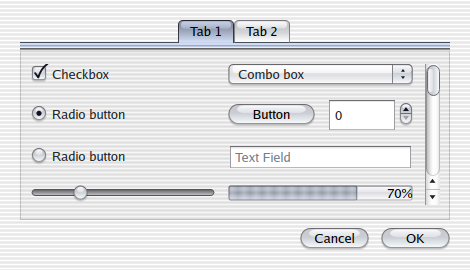 Tab 1 Tab 2
Checkbox Combo box
Radio button Button 0
Radio button Text Field
70%
Cancel OK